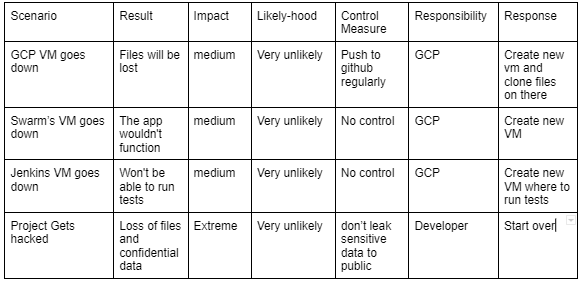 Scenario Result Impact Likely-hood Control Measure Responsibility Response
GCP VM goes down Files will be lost medium Very unlikely Push to github regularly GCP Create new vm and clone files on there
Swarm's VM goes down The app wouldn't function medium Very unlikely No control GCP Create new VM
Jenkins VM goes down Won't be able to run tests medium Very unlikely No control GCP Create new VM where to run tests
Project Gets hacked Loss of files and confidential data Extreme Very unlikely don't leak sensitive data to public Developer Start over